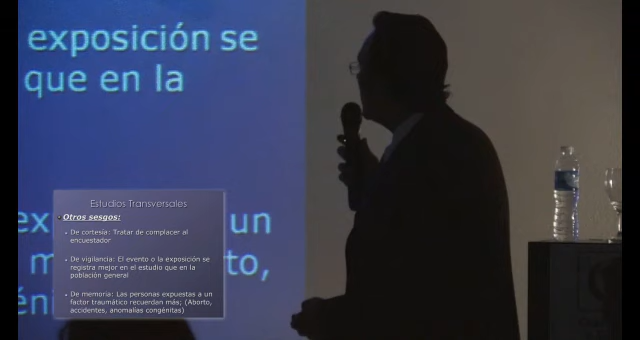 exposición se
que en la
un
to,
Estudios Transversales
Otros sesgos:
De cortesía: Tratar de complacer al
encuestador
De vigilancia: El evento o la exposición se
registra mejor en el estudio que en la
población general
De memoria: Las personas expuestas a un
factor traumático recuerdan más; (Aborto,
accidentes, anomalías congénitas)